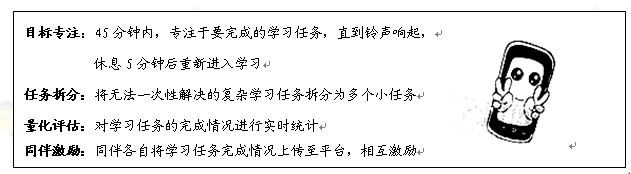 目标专注：45 分钟内，专注于要完成的学习任务，直到铃声响起，
休息 5 分钟后重新进入学习
任务拆分：将无法一次性解决的复杂学习任务拆分为多个小任务
量化评估：对学习任务的完成情况进行实时统计
同伴激励：同伴各自将学习任务完成情况上传至平台，相互激励